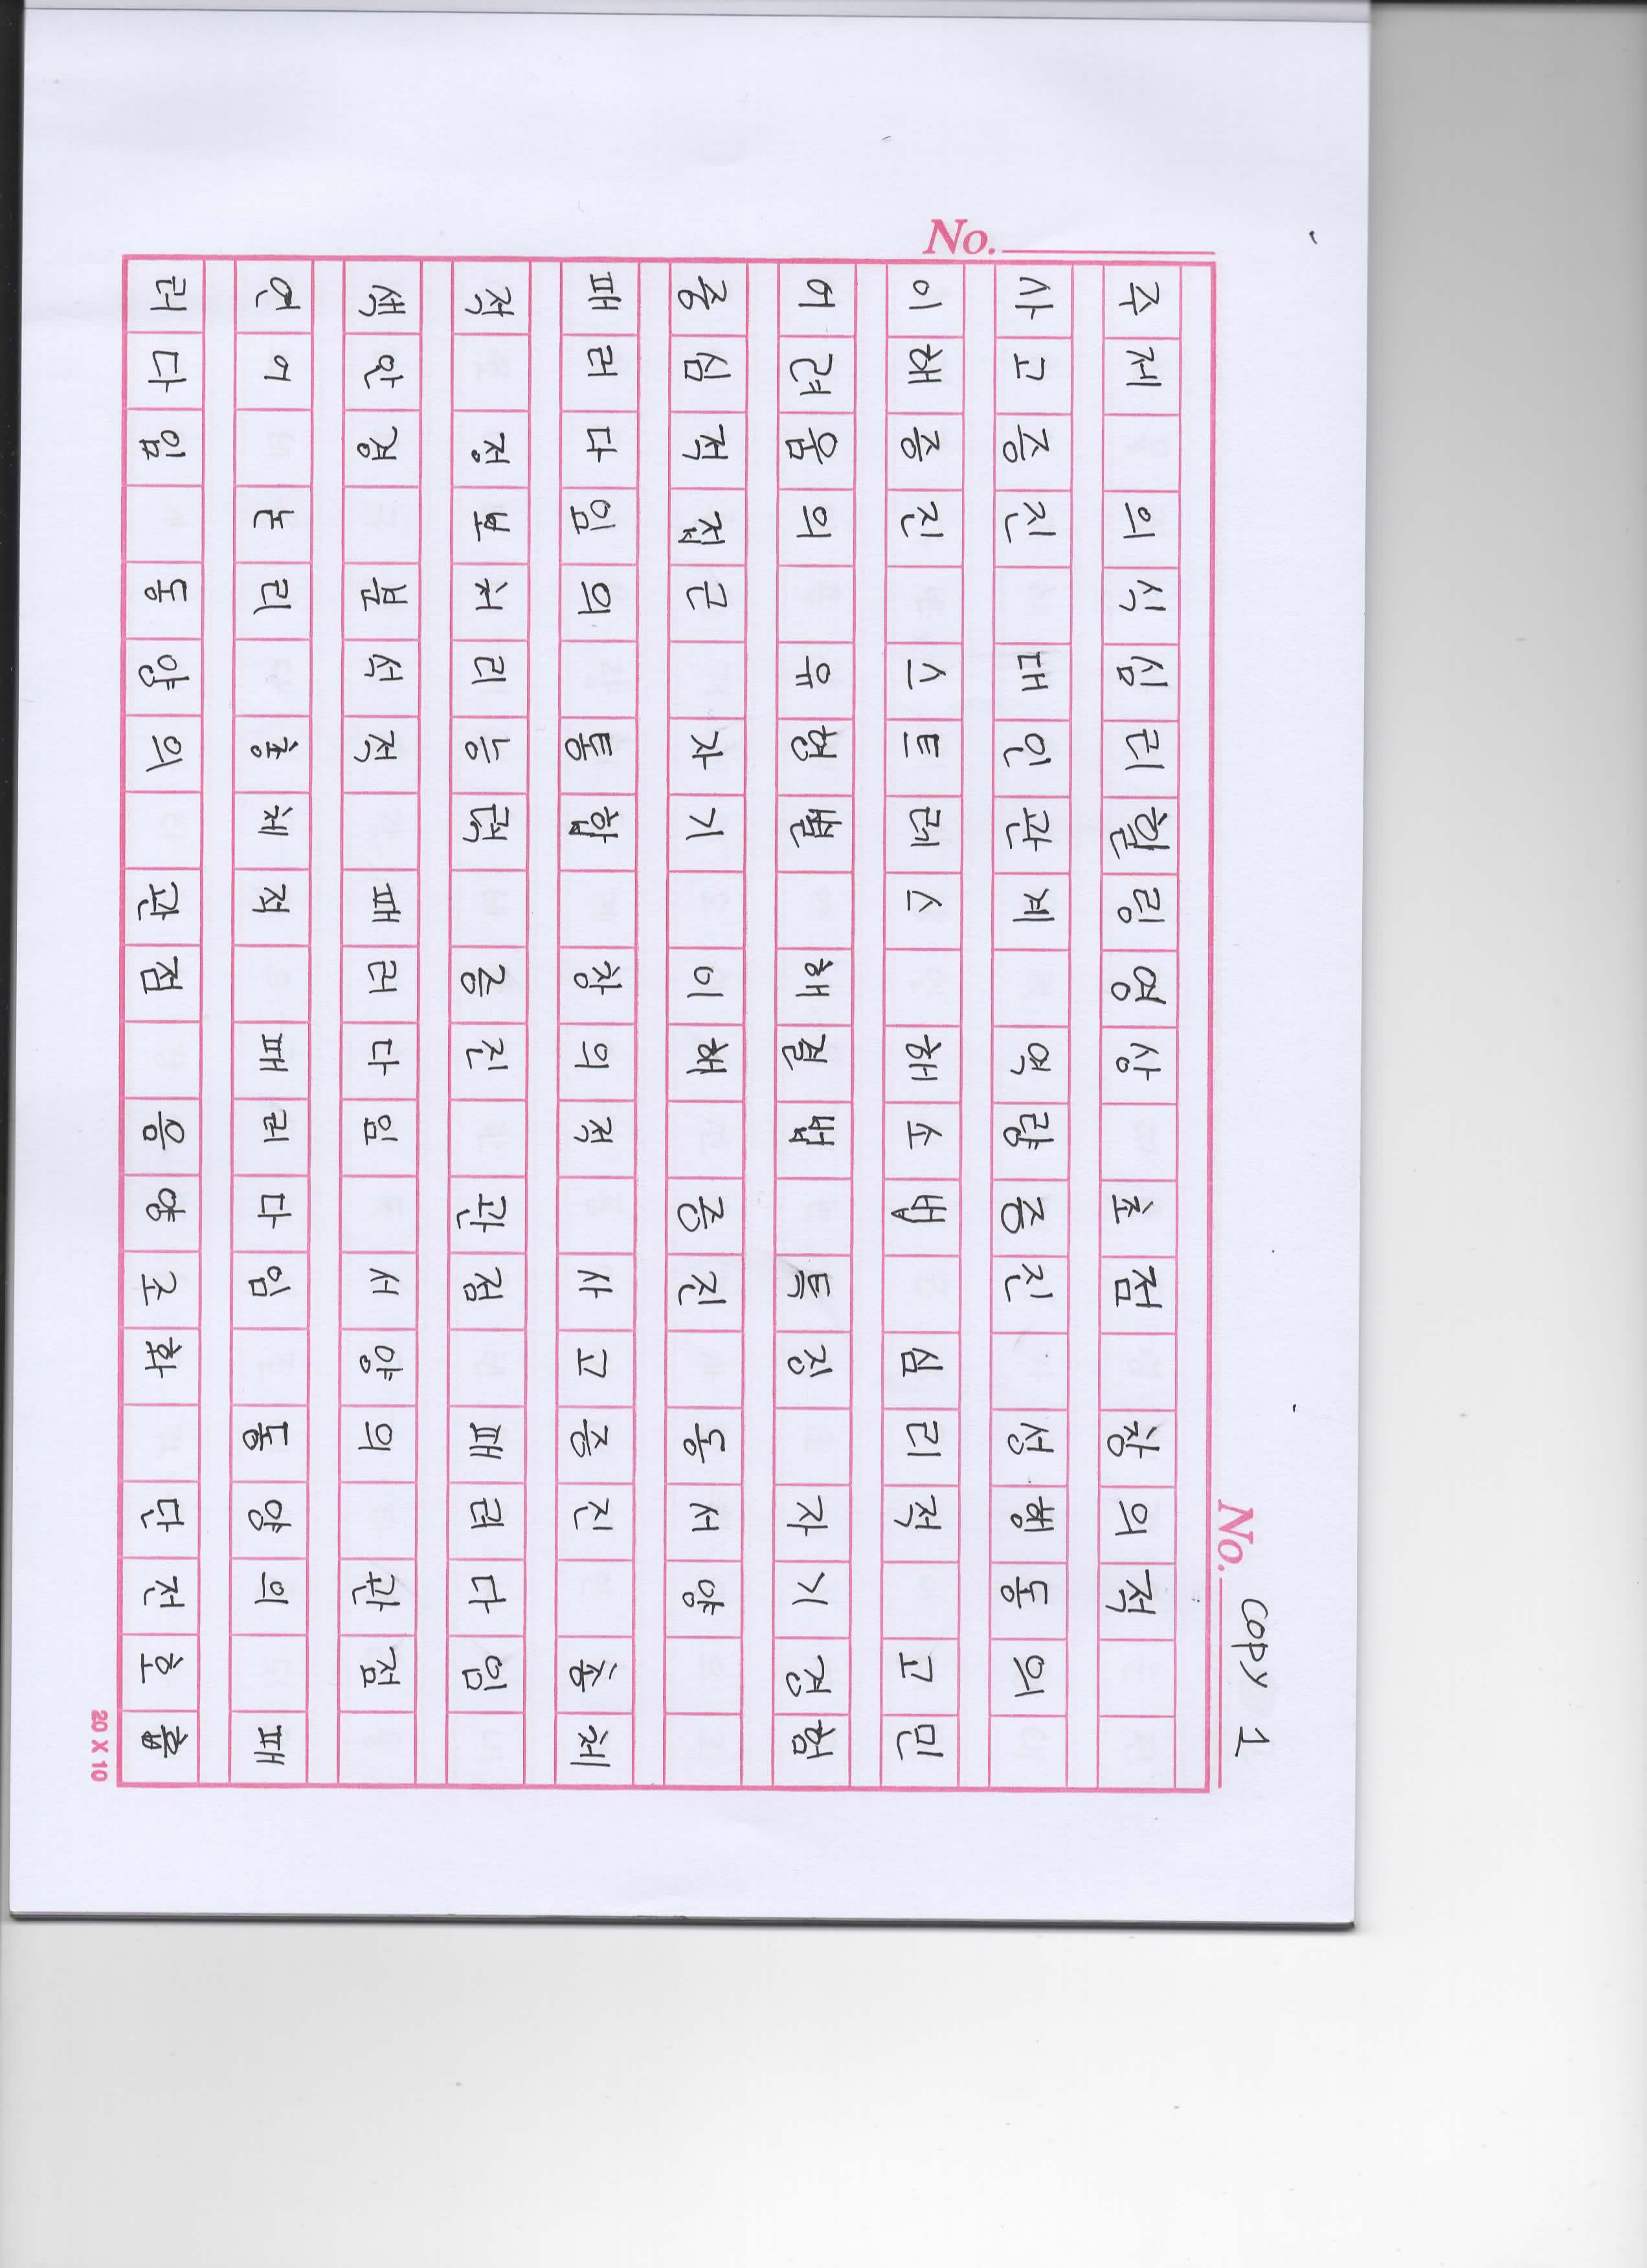 No.
No. copy 1
주제 의식심리힐링영상 초점 창의적
사고증진 대인관계 역량증진 성행동의
이해증진 스트레스 해소법 심리적 고민
어려움의 유형별 해결법 특징 자기경험
중심적접근 자기 이해 증진 동서양
패러다임의 통합 창의적 사고증진 총체
적 정보처리능력 증진 관점 패러다임
색안경 분석적 패러다임 서양의 관점
연여 논리 총체적 패러다임 동양의 패
러다임 동양의 관점 음양조화 단전호흡
20 X 10